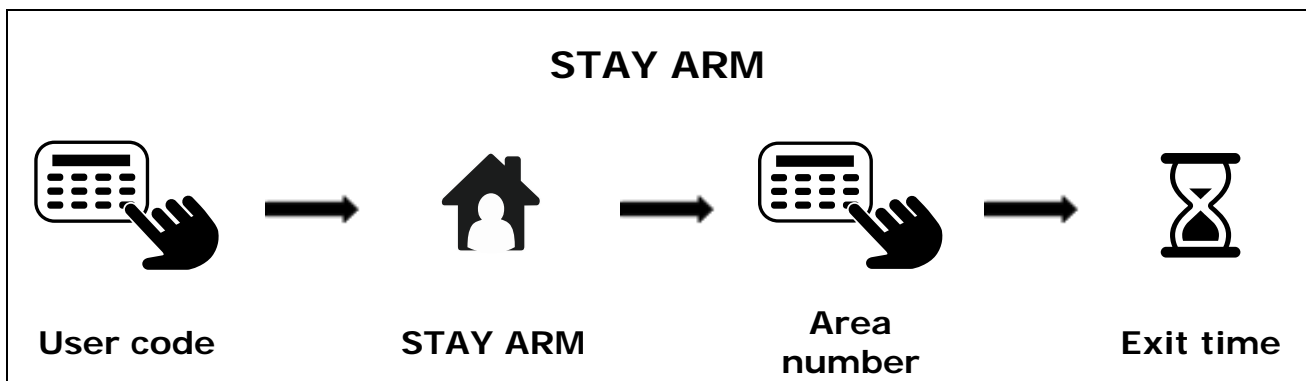 STAY ARM
User code
STAY ARM
Area
number
Exit time